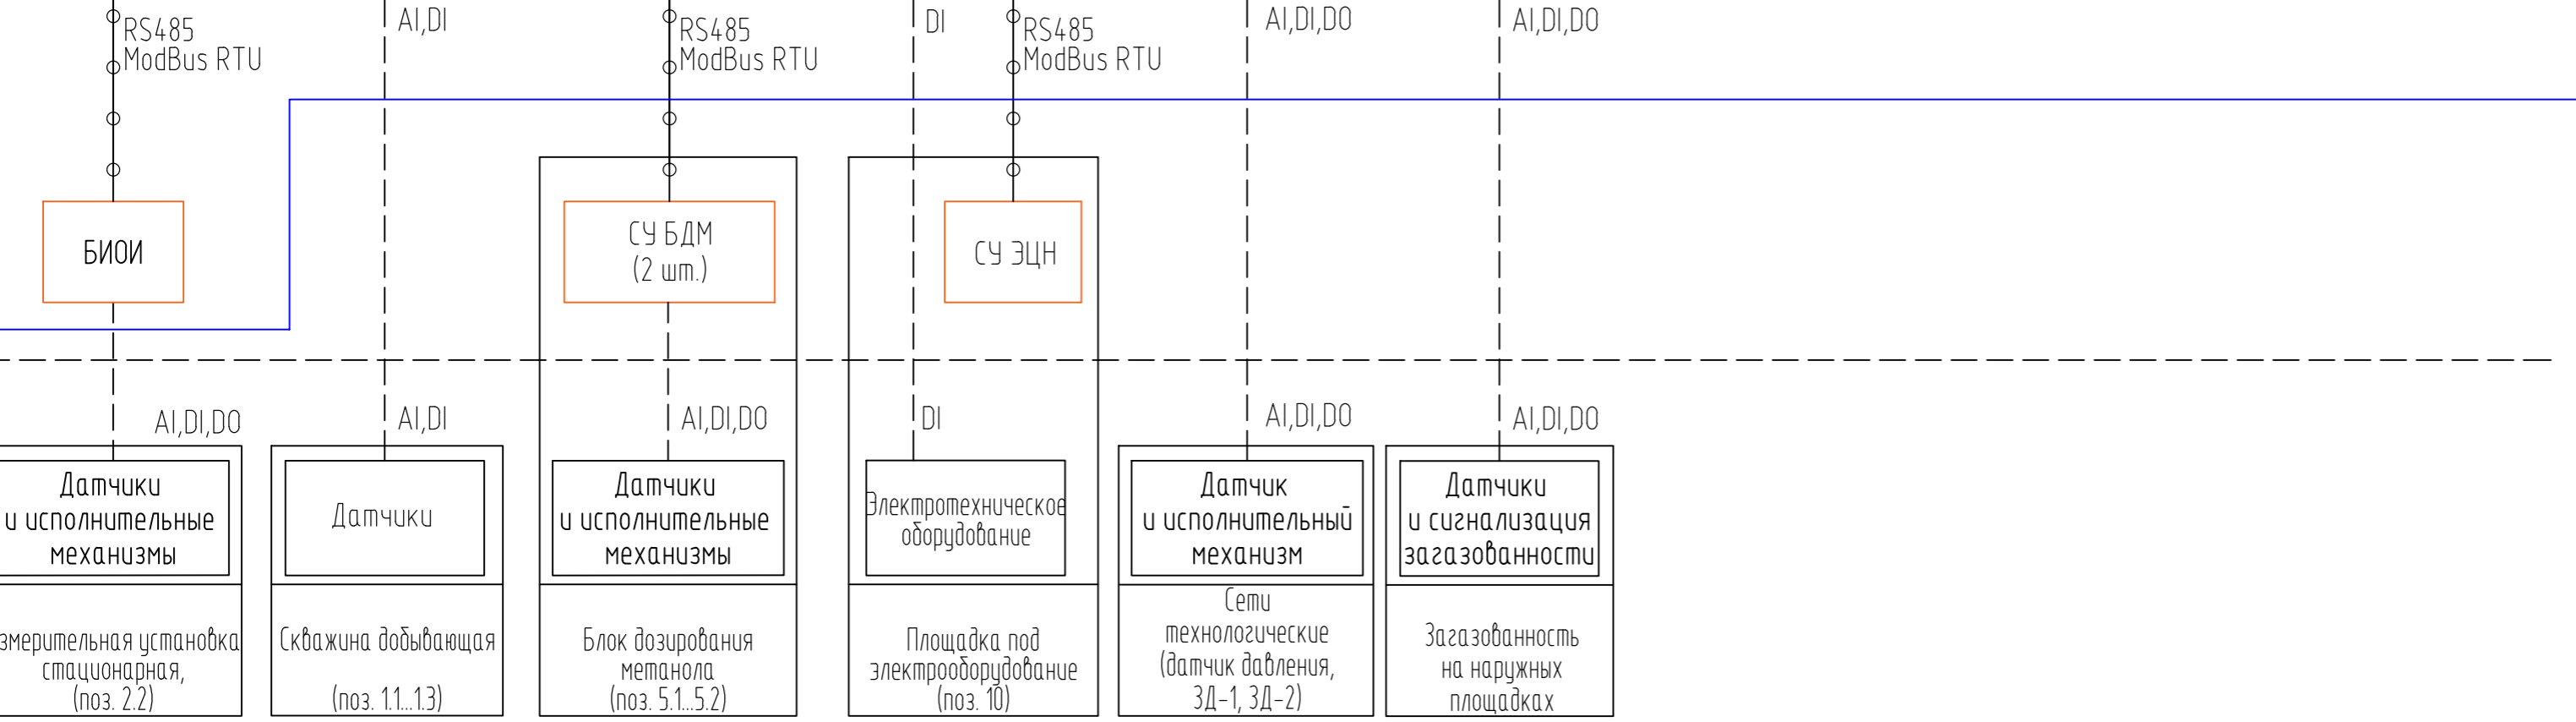 RS485
ModBus RTU
AI,DI
RS485
ModBus RTU
DI
RS485
ModBus RTU
AI,DI,DO
AI,DI,DO
БИОИ
СУ БДМ
(2 шт.)
СУ ЭЦН
AI,DI,DO
AI,DI
AI,DI,DO
DI
AI,DI,DO
AI,DI,DO
Датчики
и исполнительные
механизмы
Датчики
Датчики
и исполнительные
механизмы
Электротехническое
оборудование
Датчик
и исполнительный
механизм
Датчики
и сигнализация
загазованности
змерительная установка
стационарная,
(поз. 2.2)
Скважина добывающая
(поз. 1.1...1.3)
Блок дозирования
метанола
(поз. 5.1...5.2)
Площадка под
электрооборудование
(поз. 10)
Сети
технологические
(датчик давления,
ЗД-1, ЗД-2)
Загазованность
на наружных
площадках